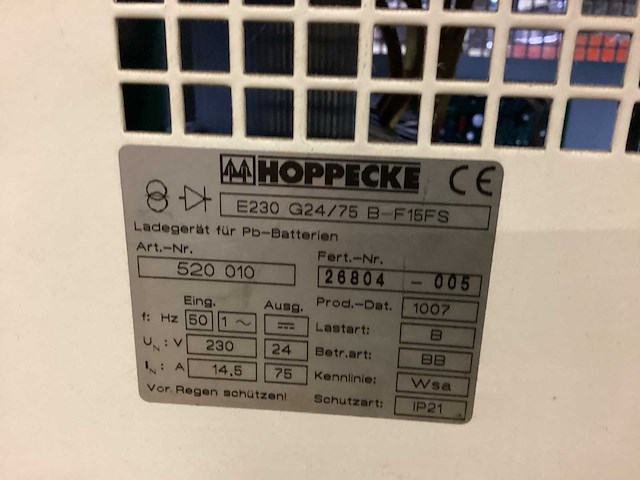 HOPPECKE CE
E230 G24/75 B-F15FS
Ladegerät für Pb-Batterien
Art.-Nr.
520 010
Fert.-Nr.
26804 - 005
Eing. Ausg.
f: Hz 50 1~
U_N: V 230 24
I_N: A 14,5 75
Vor Regen schützen!
Prod.-Dat. 1007
Lastart: B
Betr.art: BB
Kennlinie: Wsa
Schutzart: IP21